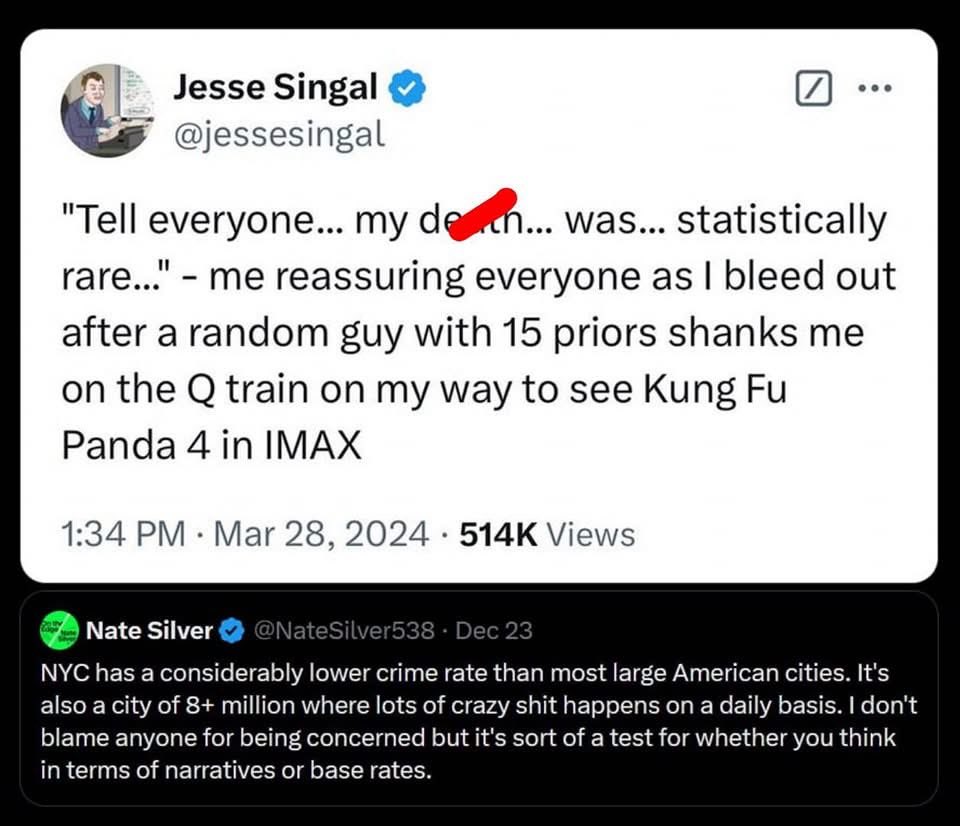 Jesse Singal
@jessesingal
"Tell everyone... my ... was... statistically
rare..." – me reassuring everyone as I bleed out
after a random guy with 15 priors shanks me
on the Q train on my way to see Kung Fu
Panda 4 in IMAX
1:34 PM · Mar 28, 2024 · 514K Views
On the
Edge
Nate
Silver
Nate Silver @NateSilver538 · Dec 23
NYC has a considerably lower crime rate than most large American cities. It's
also a city of 8+ million where lots of crazy shit happens on a daily basis. I don't
blame anyone for being concerned but it's sort of a test for whether you think
in terms of narratives or base rates.